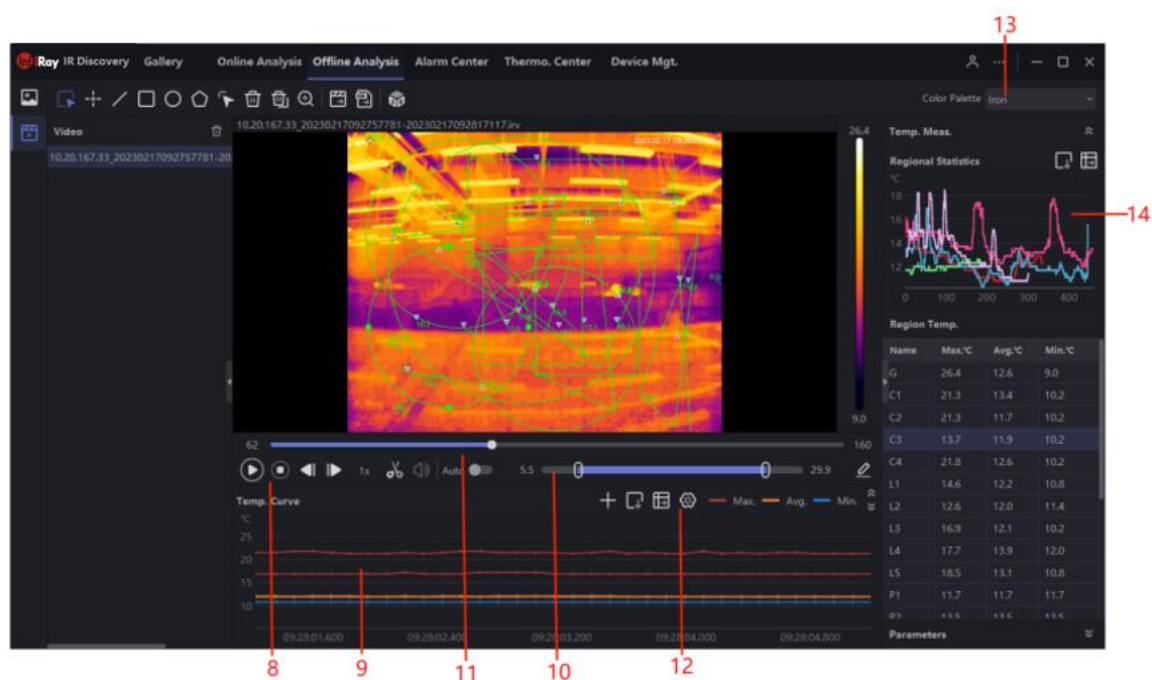 13
InfiRay IR Discovery Gallery Online Analysis Offline Analysis Alarm Center Thermo. Center Device Mgt.
Color Palette Iron
Video
10.20.167.33_20230217092757781-20230217092817117.irv
26.4
Temp. Meas.
10.20.167.33_20230217092757781-20
Regional Statistics
℃
18
16
14
14
12
0 100 200 300 400
9.0
Region Temp.
Name Max.℃ Avg.℃ Min.℃
G 26.4 12.6 9.0
C1 21.3 13.4 10.2
C2 21.3 11.7 10.2
C3 13.7 11.9 10.2
C4 21.8 12.6 10.2
L1 14.6 12.2 10.8
L2 12.6 12.0 11.4
L3 16.9 12.1 10.2
L4 17.7 13.9 12.0
L5 18.5 13.1 10.8
P1 11.7 11.7 11.7
P2 13.5 13.5 13.5
Parameters
62 160
1x Auto 5.5 29.9
Temp. Curve Max. Avg. Min.
℃
25
20
15
10
09:28:01.600 09:28:02.400 09:28:03.200 09:28:04.000 09:28:04.800
8 9 11 10 12